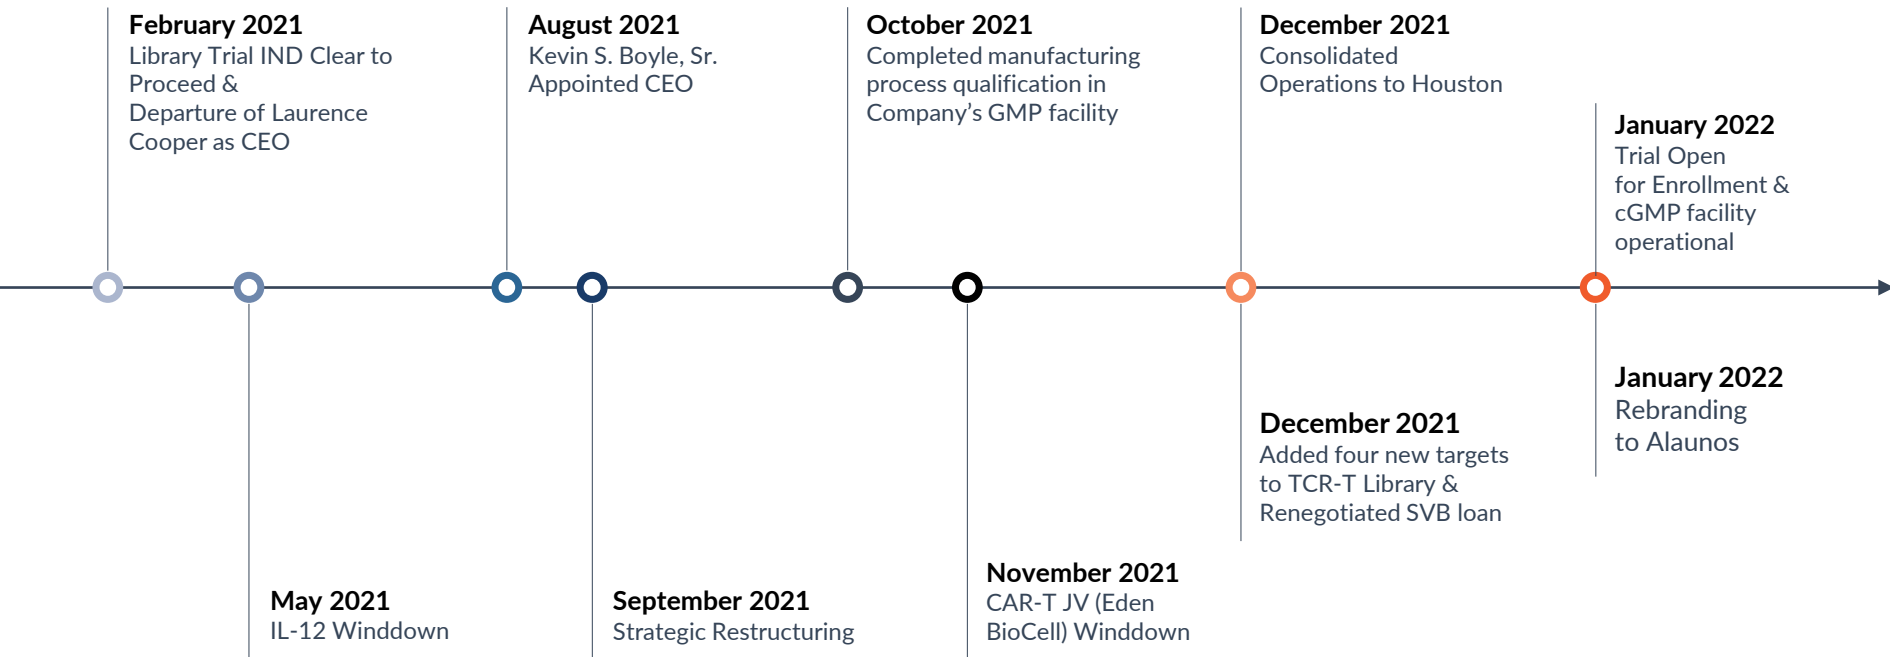 February 2021
Library Trial IND Clear to
Proceed &
Departure of Laurence
Cooper as CEO
August 2021
Kevin S. Boyle, Sr.
Appointed CEO
October 2021
Completed manufacturing
process qualification in
Company’s GMP facility
December 2021
Consolidated
Operations to Houston
January 2022
Trial Open
for Enrollment &
cGMP facility
operational
May 2021
IL-12 Winddown
September 2021
Strategic Restructuring
November 2021
CAR-T JV (Eden
BioCell) Winddown
December 2021
Added four new targets
to TCR-T Library &
Renegotiated SVB loan
January 2022
Rebranding
to Alaunos